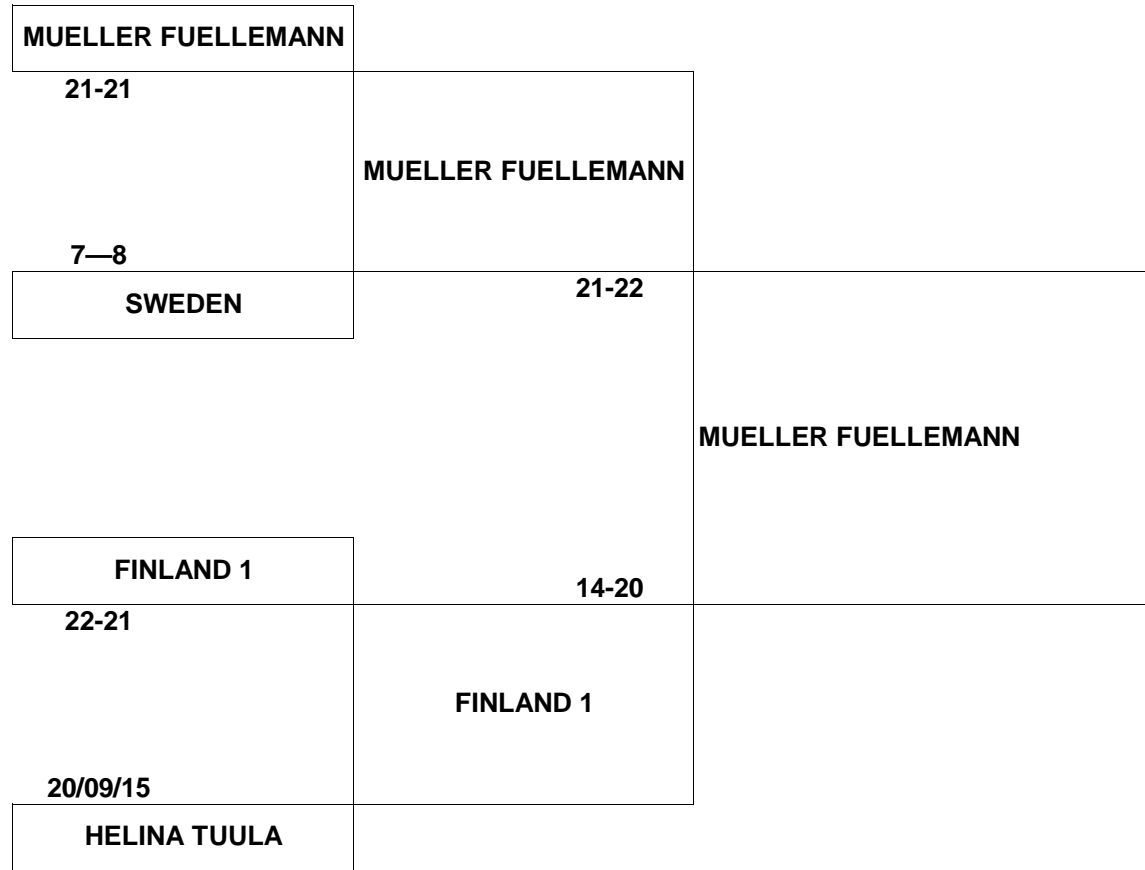 MUELLER FUELLEMANN
21-21
MUELLER FUELLEMANN
7—8
SWEDEN
21-22
MUELLER FUELLEMANN
FINLAND 1
14-20
22-21
FINLAND 1
20/09/15
HELINA TUULA